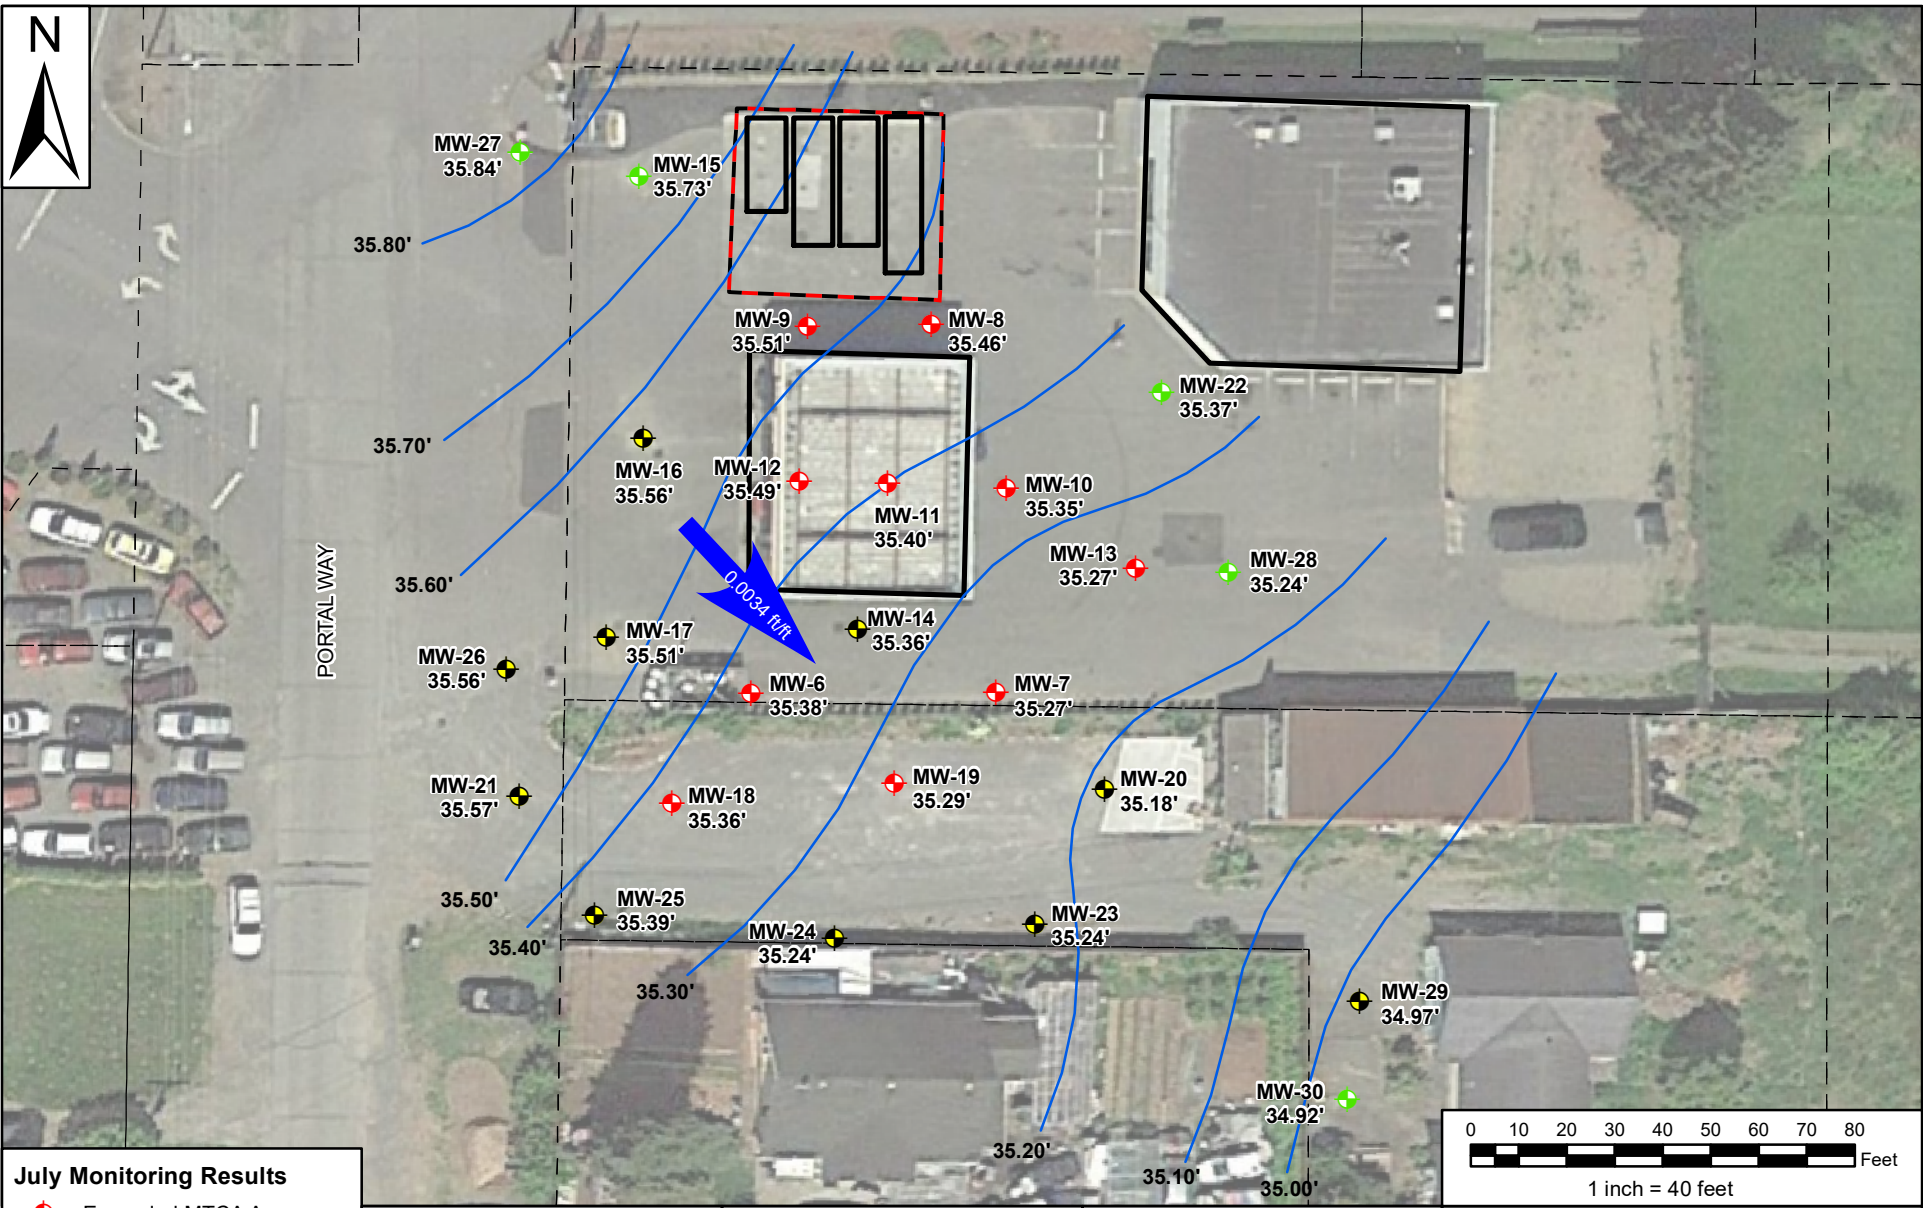 N
MW-27
35.84'
MW-15
35.73'
35.80'
MW-9
35.51'
MW-8
35.46'
MW-22
35.37'
35.70'
MW-16
35.56'
MW-12
35.49'
MW-11
35.40'
MW-10
35.35'
MW-13
35.27'
MW-28
35.24'
35.60'
PORTAL WAY
0.0034 ft/ft
MW-14
35.36'
MW-17
35.51'
MW-26
35.56'
MW-6
35.38'
MW-7
35.27'
MW-21
35.57'
MW-18
35.36'
MW-19
35.29'
MW-20
35.18'
35.50'
MW-25
35.39'
35.40'
MW-24
35.24'
MW-23
35.24'
35.30'
MW-29
34.97'
MW-30
34.92'
35.20'
35.10'
35.00'
0 10 20 30 40 50 60 70 80
Feet
1 inch = 40 feet
July Monitoring Results